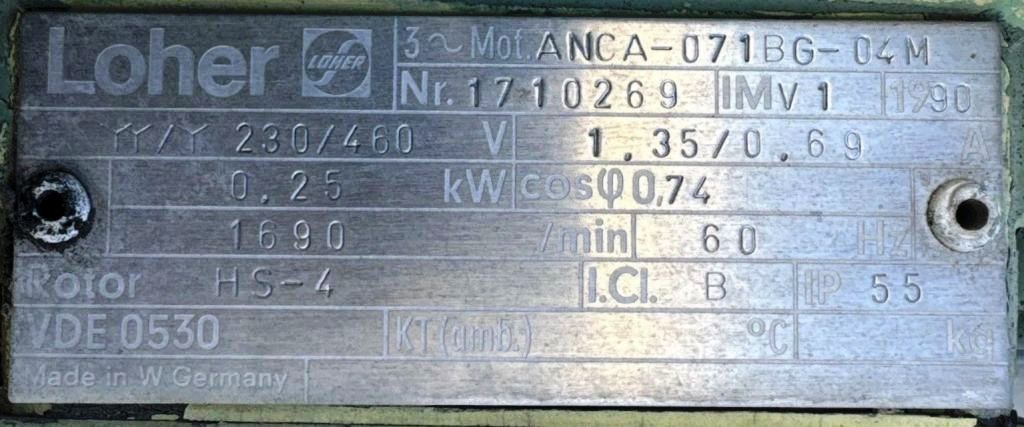 Loher LOHER 3~ Mot. ANCA-071BG-04M
Nr. 1710269 IM V1 1990
YY/Y 230/460 V 1.35/0.69 A
0.25 kW cosφ 0,74
1690 /min 60 Hz
Rotor HS-4 I.Cl. B IP 55
VDE 0530 KT (amb.) °C kg
Made in W Germany